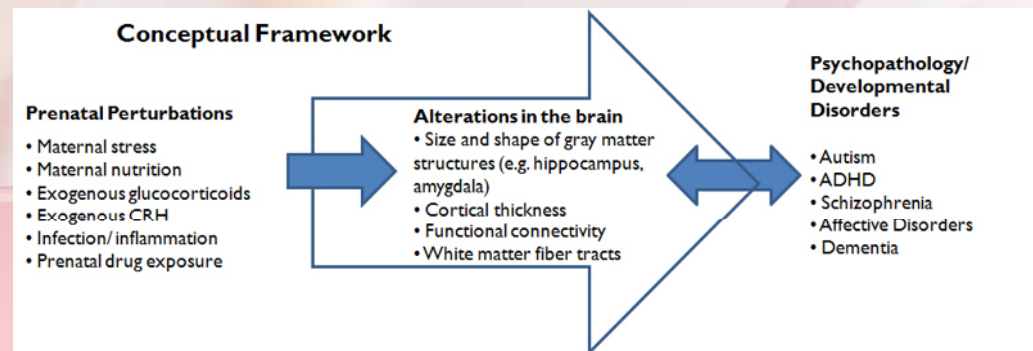 Conceptual Framework
Prenatal Perturbations
• Maternal stress
• Maternal nutrition
• Exogenous glucocorticoids
• Exogenous CRH
• Infection/ inflammation
• Prenatal drug exposure
Alterations in the brain
• Size and shape of gray matter
structures (e.g. hippocampus,
amygdala)
• Cortical thickness
• Functional connectivity
• White matter fiber tracts
Psychopathology/
Developmental
Disorders
• Autism
• ADHD
• Schizophrenia
• Affective Disorders
• Dementia